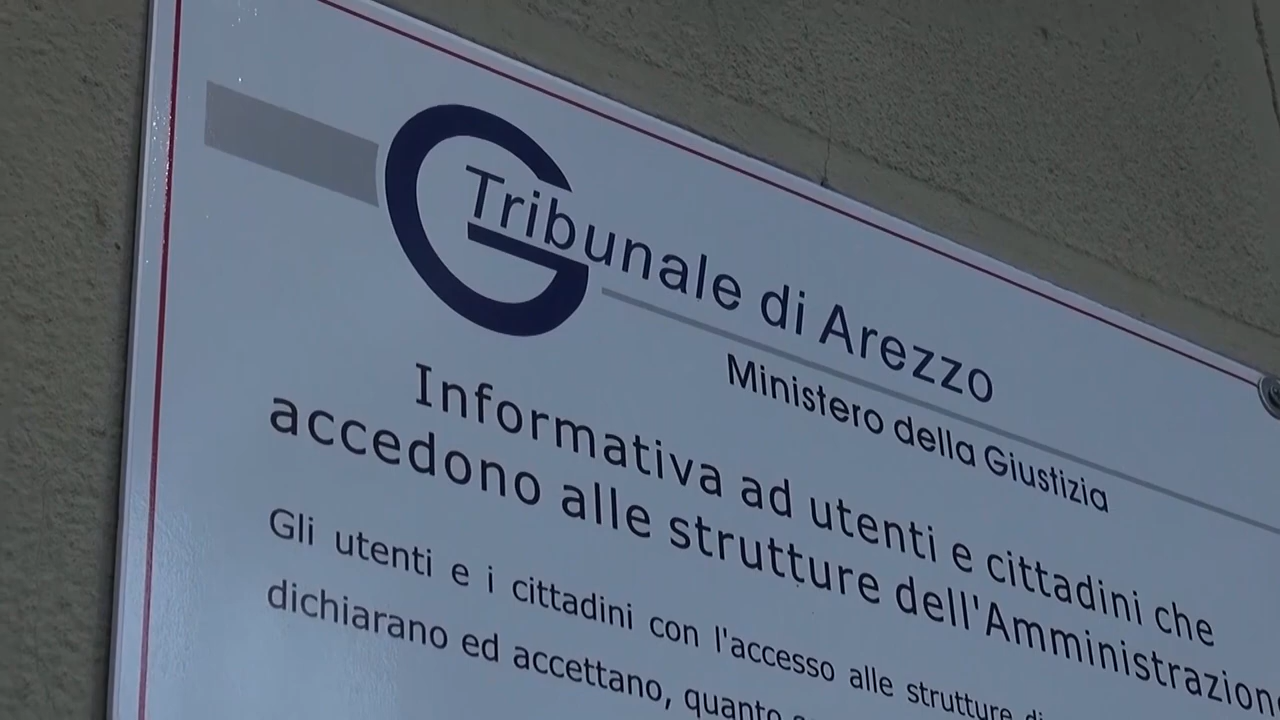 Tribunale di Arezzo
Ministero della Giustizia
Informativa ad utenti e cittadini che
accedono alle strutture dell'Amministrazion
Gli utenti e i cittadini con l'accesso alle strutture di
dichiarano ed accettano, quanto